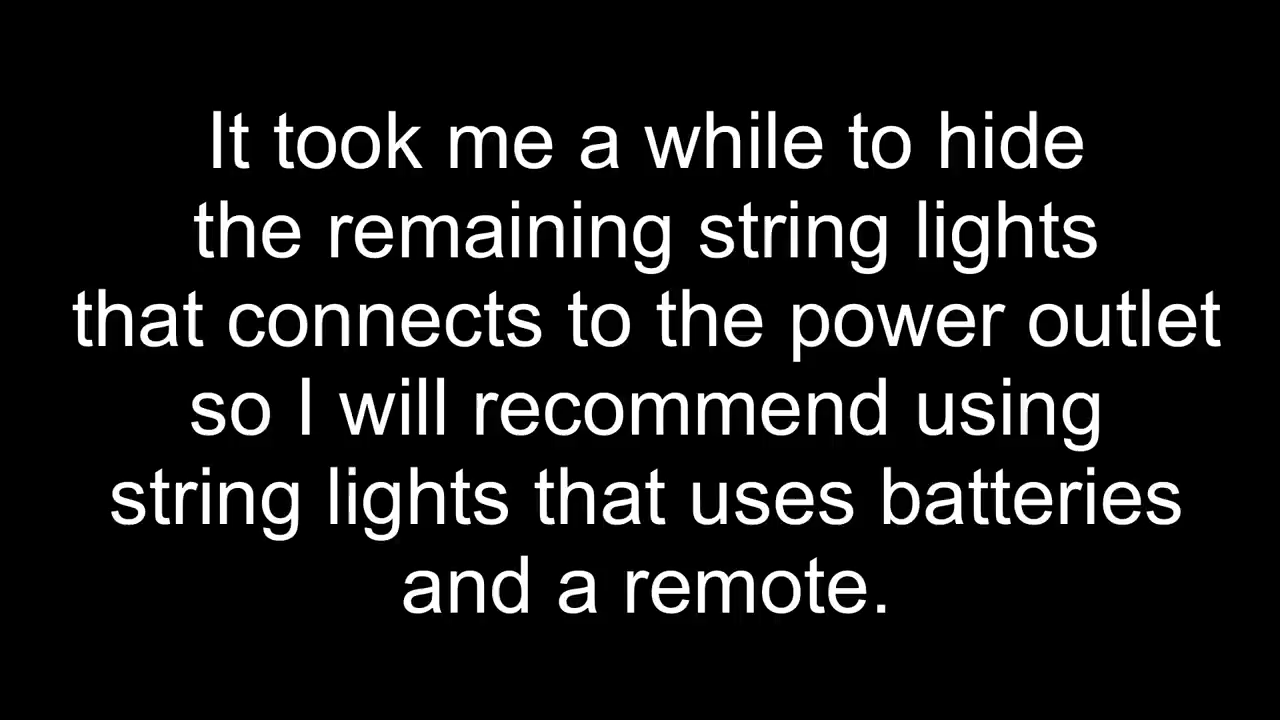 It took me a while to hide
the remaining string lights
that connects to the power outlet
so I will recommend using
string lights that uses batteries
and a remote.